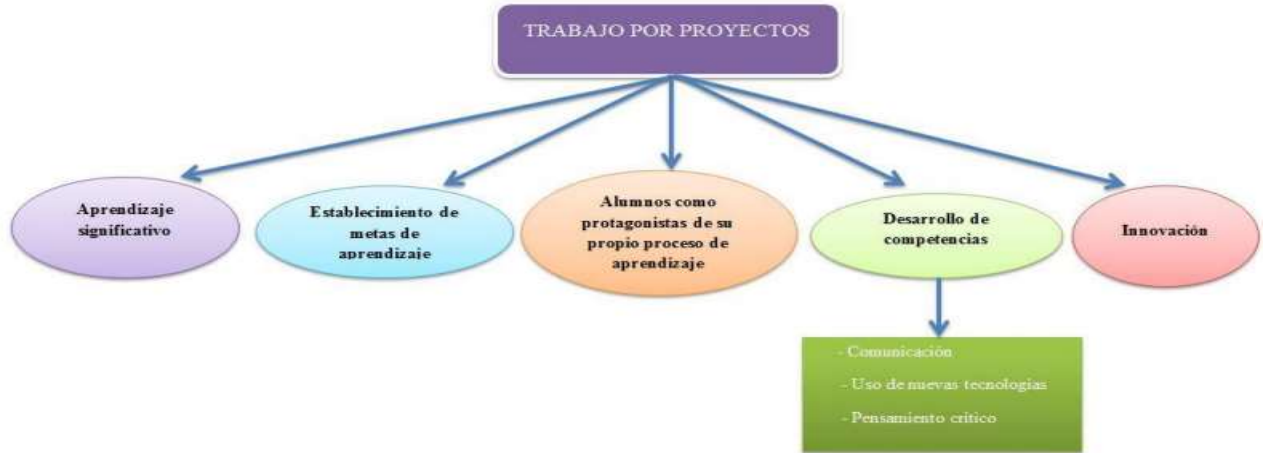 TRABAJO POR PROYECTOS
Aprendizaje
significativo
Establecimiento de
metas de
aprendizaje
Alumnos como
protagonistas de su
propio proceso de
aprendizaje
Desarrollo de
competencias
Innovación
- Comunicación
- Uso de nuevas tecnologías
- Pensamiento crítico